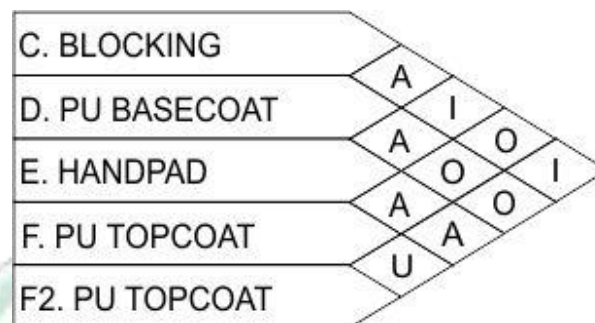 C. BLOCKING
A
D. PU BASECOAT
I
A
O
E. HANDPAD
O
I
A
O
F. PU TOPCOAT
A
U
F2. PU TOPCOAT